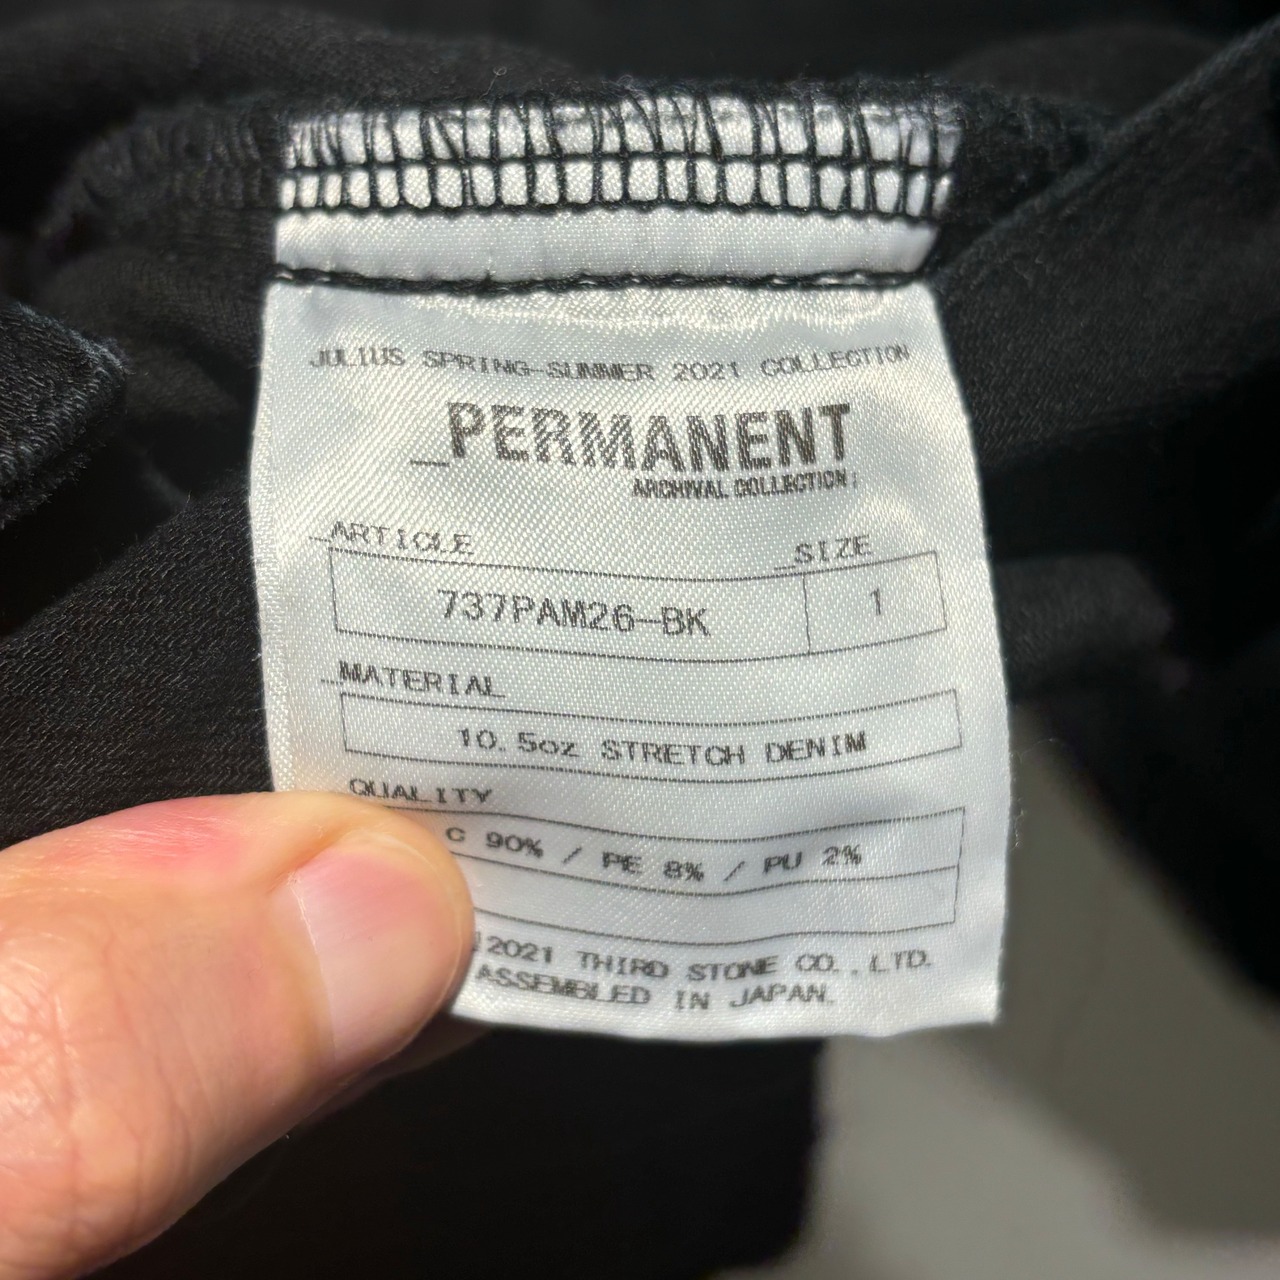 JULIUS SPRING-SUMMER 2021 COLLECTION
_PERMANENT
ARCHIVAL COLLECTION;
_ARTICLE
_SIZE
737PAM26-BK
1
_MATERIAL
10.5oz STRETCH DENIM
QUALITY
C 90% / PE 8% / PU 2%
2021 THIRD STONE CO.,LTD.
ASSEMBLED IN JAPAN.